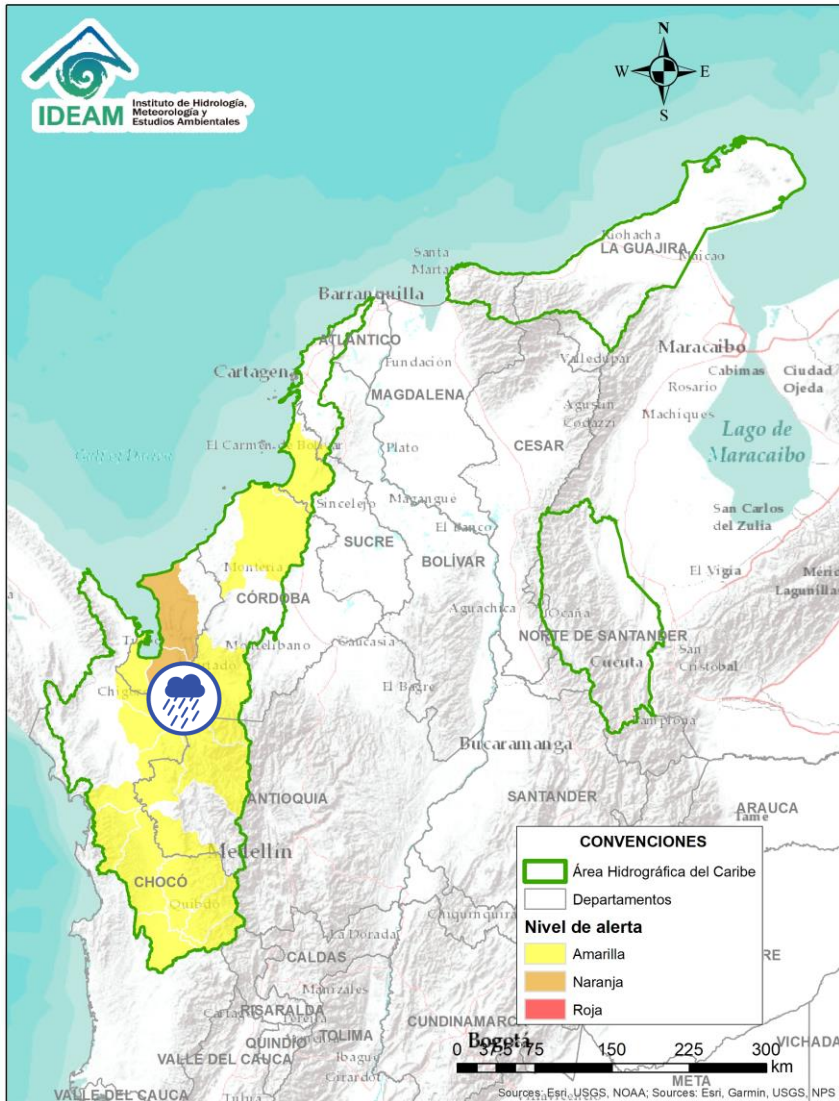 IDEAM
Instituto de Hidrología,
Meteorología y
Estudios Ambientales
N
W
E
S
Riohacha
LA GUAJIRA
Maicao
Santa
Marta
Barranquilla
ATLÁNTICO
Cartagena
Fundación
Valledupar
Maracaibo
Cabimas
Ciudad
Ojeda
Rosario
MAGDALENA
Agustín
Codazzi
Machiques
El Carmen de Bolívar
Plato
CESAR
Lago de
Maracaibo
Sincelejo
Magangué
San Carlos
del Zulia
SUCRE
El Banco
BOLÍVAR
Montería
El Vigía
CÓRDOBA
Aguachica
Ocaña
Lagunillas
NORTE DE SANTANDER
Montelíbano
Caucasia
Cúcuta
San
Cristóbal
El Bagre
Pamplona
Bucaramanga
ANTIOQUIA
SANTANDER
ARAUCA
Tame
Medellín
CHOCÓ
Quibdó
Chiquinquirá
La Dorada
CALDAS
Manizales
RISARALDA
Pereira
QUINDÍO
TOLIMA
CUNDINAMARCA
Bogotá
VALLE DEL CAUCA
Ibagué
Girardot
VICHADA
META
VALLE DEL CAUCA
Tuluá
CONVENCIONES
Área Hidrográfica del Caribe
Departamentos
Nivel de alerta
Amarilla
Naranja
Roja
0 37,5 75 150 225 300
km
Sources: Esri, USGS, NOAA; Sources: Esri, Garmin, USGS, NPS